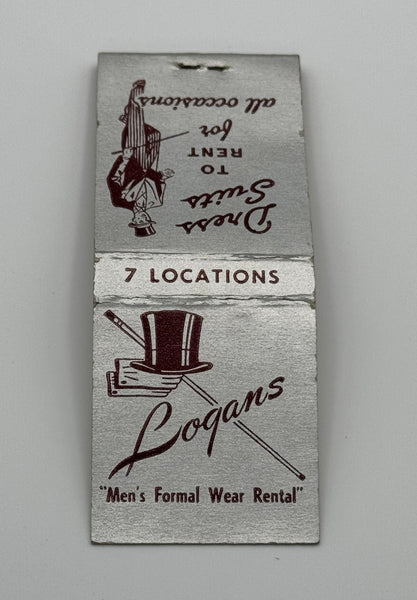 Dress
Suits
TO
RENT
for
all occasions
7 LOCATIONS
Logans
"Men's Formal Wear Rental"